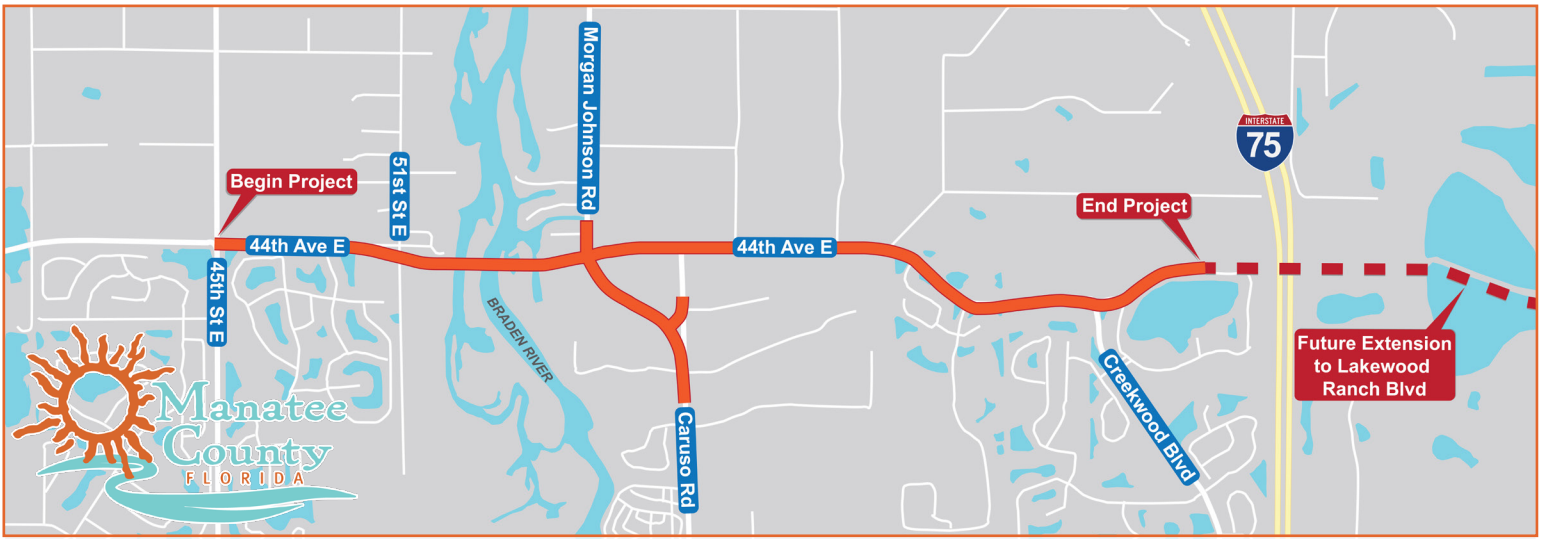 Morgan Johnson Rd
INTERSTATE
75
51st St E
Begin Project
End Project
44th Ave E
44th Ave E
45th St E
BRADEN RIVER
Future Extension
to Lakewood
Ranch Blvd
Creekwood Blvd
Caruso Rd
Manatee
County
FLORIDA